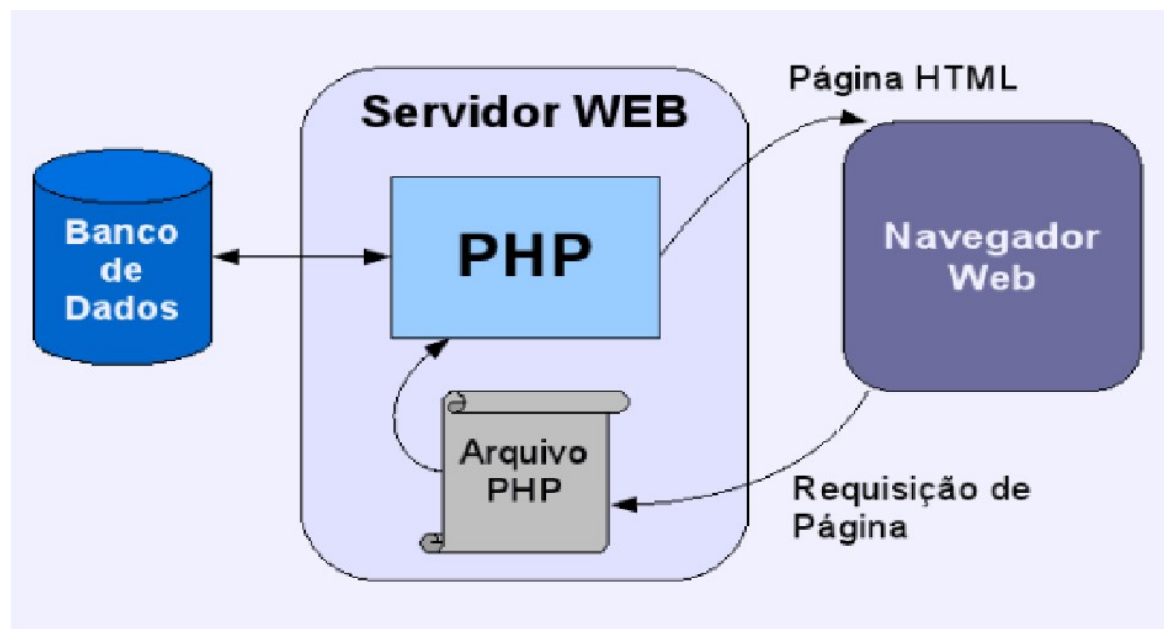 Página HTML
Servidor WEB
Banco
de
Dados
PHP
Navegador
Web
Arquivo
PHP
Requisição de
Página